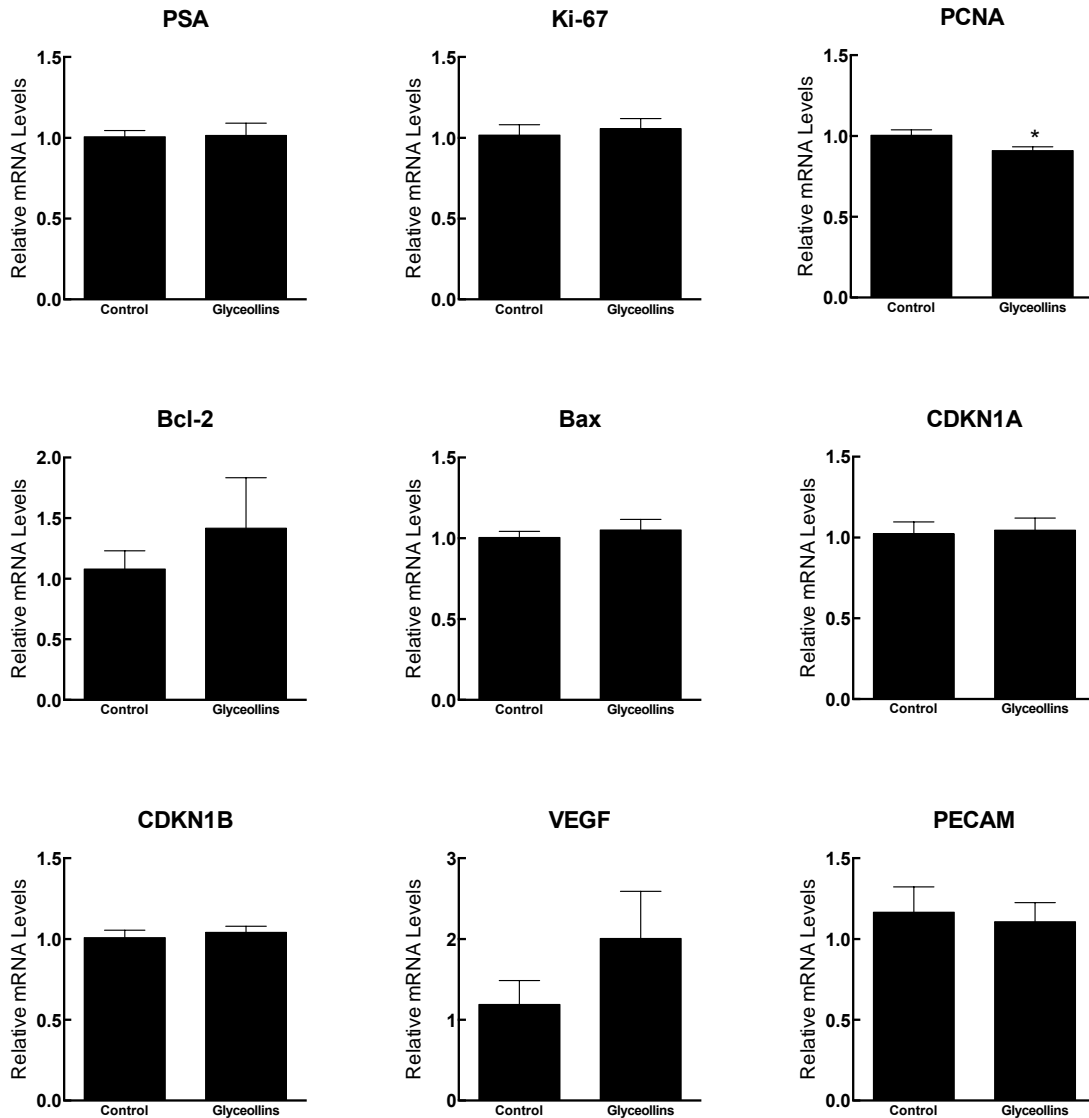 PSA
Relative mRNA Levels
1.5
1.0
0.5
0.0
Control Glyceollins
Ki-67
Relative mRNA Levels
1.5
1.0
0.5
0.0
Control Glyceollins
PCNA
Relative mRNA Levels
1.5
1.0
0.5
0.0
*
Control Glyceollins
Bcl-2
Relative mRNA Levels
2.0
1.5
1.0
0.5
0.0
Control Glyceollins
Bax
Relative mRNA Levels
1.5
1.0
0.5
0.0
Control Glyceollins
CDKN1A
Relative mRNA Levels
1.5
1.0
0.5
0.0
Control Glyceollins
CDKN1B
Relative mRNA Levels
1.5
1.0
0.5
0.0
Control Glyceollins
VEGF
Relative mRNA Levels
3
2
1
0
Control Glyceollins
PECAM
Relative mRNA Levels
1.5
1.0
0.5
0.0
Control Glyceollins